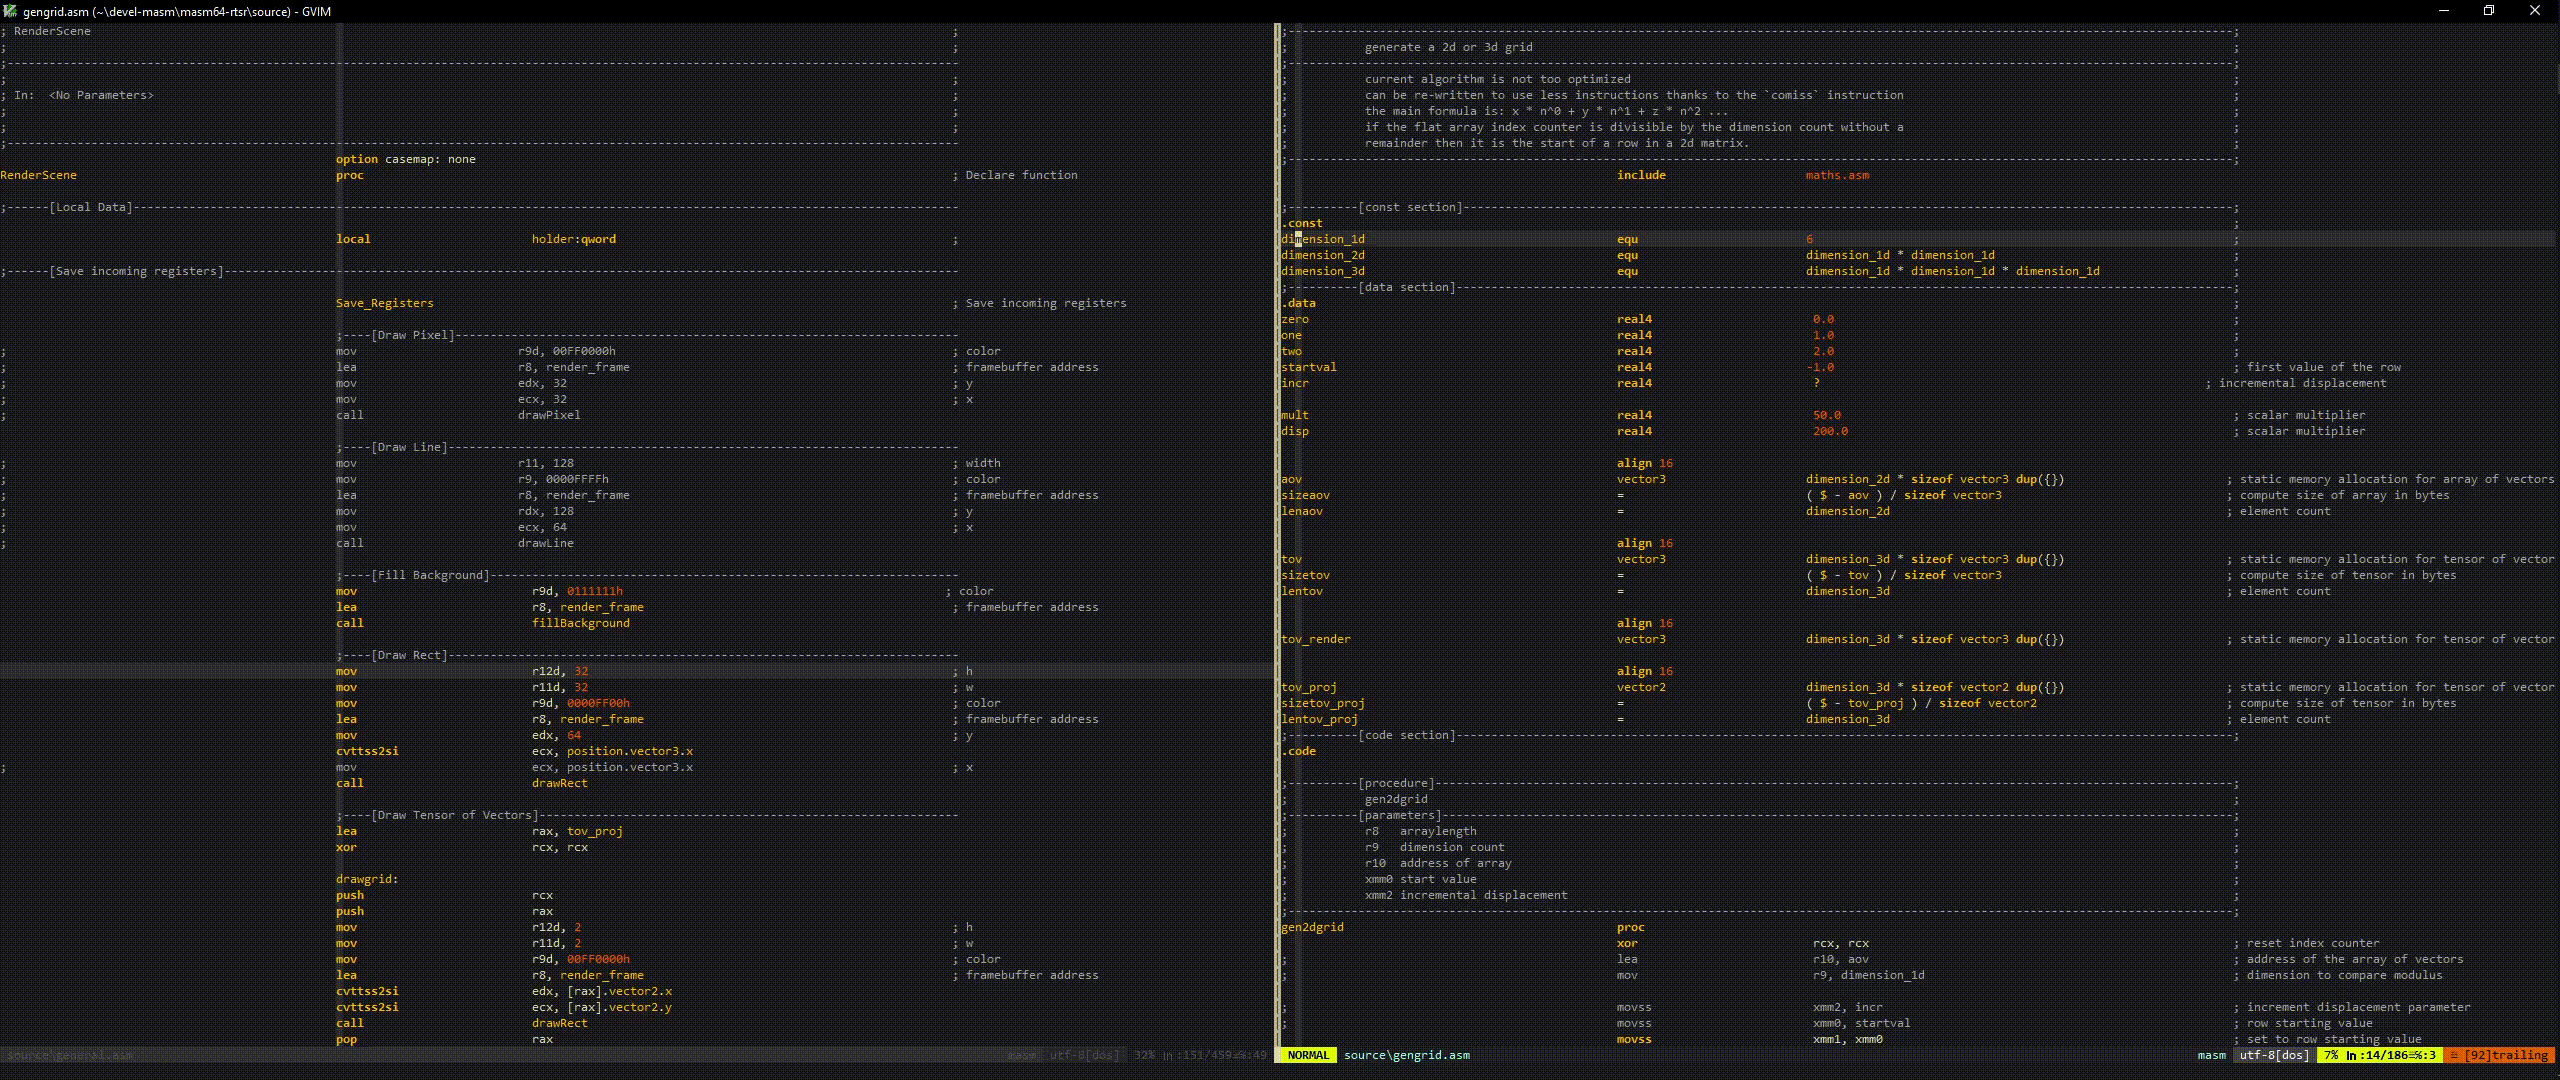 gengrid.asm (~\devel-masm\masm64-rtsr\source) - GVIM
; RenderScene ;
; ;
;----------------------------------------------------------------------------------------------------------------------------------------
; ;
; In: <No Parameters> ;
; ;
; ;
;----------------------------------------------------------------------------------------------------------------------------------------
option casemap: none
RenderScene proc ; Declare function
;------[Local Data]----------------------------------------------------------------------------------------------------------------------
local holder:qword ;
;------[Save incoming registers]---------------------------------------------------------------------------------------------------------
Save_Registers ; Save incoming registers
;----[Draw Pixel]------------------------------------------------------------------------
; mov r9d, 00FF0000h ; color
; lea r8, render_frame ; framebuffer address
; mov edx, 32 ; y
; mov ecx, 32 ; x
; call drawPixel
;----[Draw Line]-------------------------------------------------------------------------
; mov r11, 128 ; width
; mov r9, 0000FFFFh ; color
; lea r8, render_frame ; framebuffer address
; mov rdx, 128 ; y
; mov ecx, 64 ; x
; call drawLine
;----[Fill Background]-------------------------------------------------------------------
mov r9d, 0111111h ; color
lea r8, render_frame ; framebuffer address
call fillBackground
;----[Draw Rect]-------------------------------------------------------------------------
mov r12d, 32 ; h
mov r11d, 32 ; w
mov r9d, 0000FF00h ; color
lea r8, render_frame ; framebuffer address
mov edx, 64 ; y
cvttss2si ecx, position.vector3.x
; mov ecx, position.vector3.x ; x
call drawRect
;----[Draw Tensor of Vectors]------------------------------------------------------------
lea rax, tov_proj
xor rcx, rcx
drawgrid:
push rcx
push rax
mov r12d, 2 ; h
mov r11d, 2 ; w
mov r9d, 00FF0000h ; color
lea r8, render_frame ; framebuffer address
cvttss2si edx, [rax].vector2.x
cvttss2si ecx, [rax].vector2.y
call drawRect
pop rax
source\general.asm masm utf-8[dos] 32% ln:151/459≡%:49
;---------------------------------------------------------------------------------------------------------------------------------------;
; generate a 2d or 3d grid ;
;---------------------------------------------------------------------------------------------------------------------------------------;
; current algorithm is not too optimized ;
; can be re-written to use less instructions thanks to the `comiss` instruction ;
; the main formula is: x * n^0 + y * n^1 + z * n^2 ... ;
; if the flat array index counter is divisible by the dimension count without a ;
; remainder then it is the start of a row in a 2d matrix. ;
;---------------------------------------------------------------------------------------------------------------------------------------;
include maths.asm
;----------[const section]--------------------------------------------------------------------------------------------------------------;
.const ;
dimension_1d equ 6 ;
dimension_2d equ dimension_1d * dimension_1d ;
dimension_3d equ dimension_1d * dimension_1d * dimension_1d ;
;----------[data section]---------------------------------------------------------------------------------------------------------------;
.data ;
zero real4 0.0 ;
one real4 1.0 ;
two real4 2.0 ;
startval real4 -1.0 ; first value of the row
incr real4 ? ; incremental displacement
mult real4 50.0 ; scalar multiplier
disp real4 200.0 ; scalar multiplier
align 16
aov vector3 dimension_2d * sizeof vector3 dup({}) ; static memory allocation for array of vectors
sizeaov = ( $ - aov ) / sizeof vector3 ; compute size of array in bytes
lenaov = dimension_2d ; element count
align 16
tov vector3 dimension_3d * sizeof vector3 dup({}) ; static memory allocation for tensor of vector
sizetov = ( $ - tov ) / sizeof vector3 ; compute size of tensor in bytes
lentov = dimension_3d ; element count
align 16
tov_render vector3 dimension_3d * sizeof vector3 dup({}) ; static memory allocation for tensor of vector
align 16
tov_proj vector2 dimension_3d * sizeof vector2 dup({}) ; static memory allocation for tensor of vector
sizetov_proj = ( $ - tov_proj ) / sizeof vector2 ; compute size of tensor in bytes
lentov_proj = dimension_3d ; element count
;----------[code section]---------------------------------------------------------------------------------------------------------------;
.code
;----------[procedure]------------------------------------------------------------------------------------------------------------------;
; gen2dgrid ;
;----------[parameters]-----------------------------------------------------------------------------------------------------------------;
; r8 arraylength ;
; r9 dimension count ;
; r10 address of array ;
; xmm0 start value ;
; xmm2 incremental displacement ;
;---------------------------------------------------------------------------------------------------------------------------------------;
gen2dgrid proc
xor rcx, rcx ; reset index counter
; lea r10, aov ; address of the array of vectors
; mov r9, dimension_1d ; dimension to compare modulus
; movss xmm2, incr ; increment displacement parameter
; movss xmm0, startval ; row starting value
movss xmm1, xmm0 ; set to row starting value
NORMAL source\gengrid.asm masm utf-8[dos] 7% ln:14/186≡%:3 ≡ [92]trailing